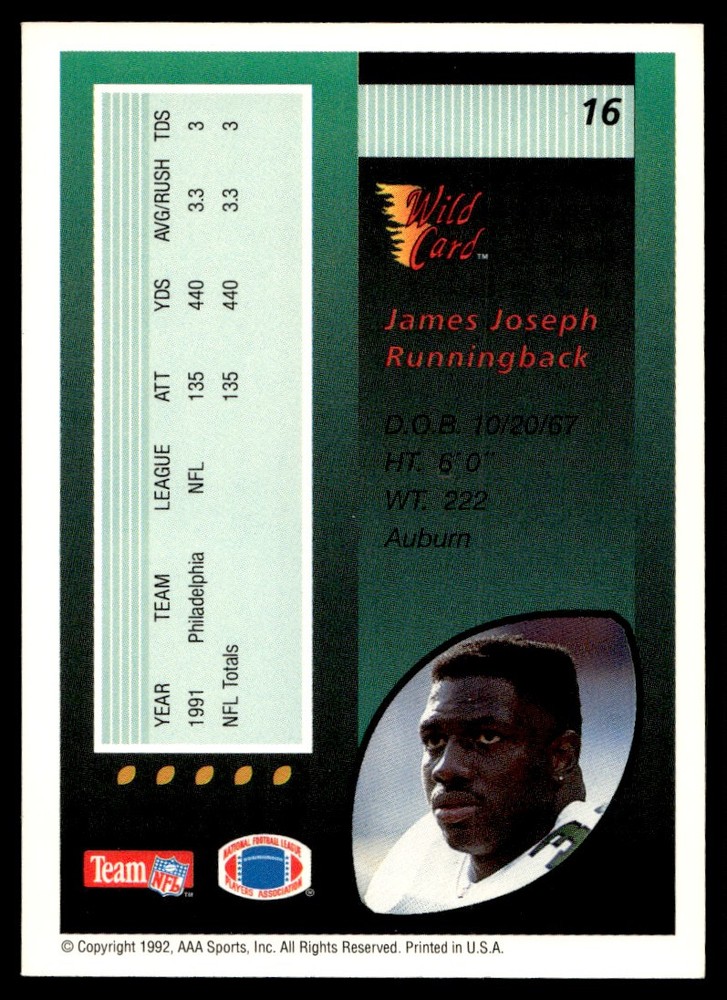 16
Wild
Card™
James Joseph
Runningback
D.O.B. 10/20/67
HT. 6' 0"
WT. 222
Auburn
YEAR TEAM LEAGUE ATT YDS AVG/RUSH TDS
1991 Philadelphia NFL 135 440 3.3 3
NFL Totals 135 440 3.3 3
Team NFL™
NATIONAL FOOTBALL LEAGUE
PLAYERS ASSOCIATION
®
© Copyright 1992, AAA Sports, Inc. All Rights Reserved. Printed in U.S.A.